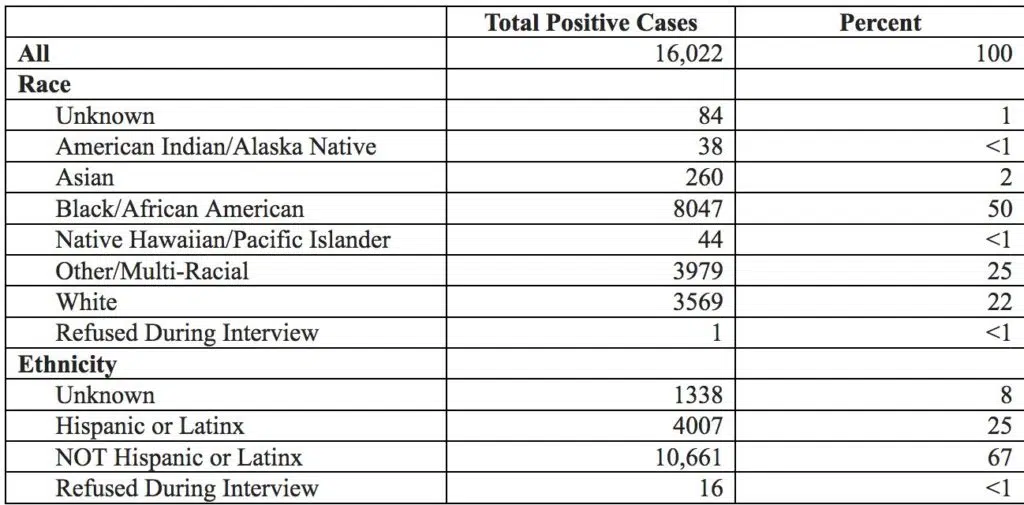 Total Positive Cases Percent
All 16,022 100
Race
Unknown 84 1
American Indian/Alaska Native 38 <1
Asian 260 2
Black/African American 8047 50
Native Hawaiian/Pacific Islander 44 <1
Other/Multi-Racial 3979 25
White 3569 22
Refused During Interview 1 <1
Ethnicity
Unknown 1338 8
Hispanic or Latinx 4007 25
NOT Hispanic or Latinx 10,661 67
Refused During Interview 16 <1